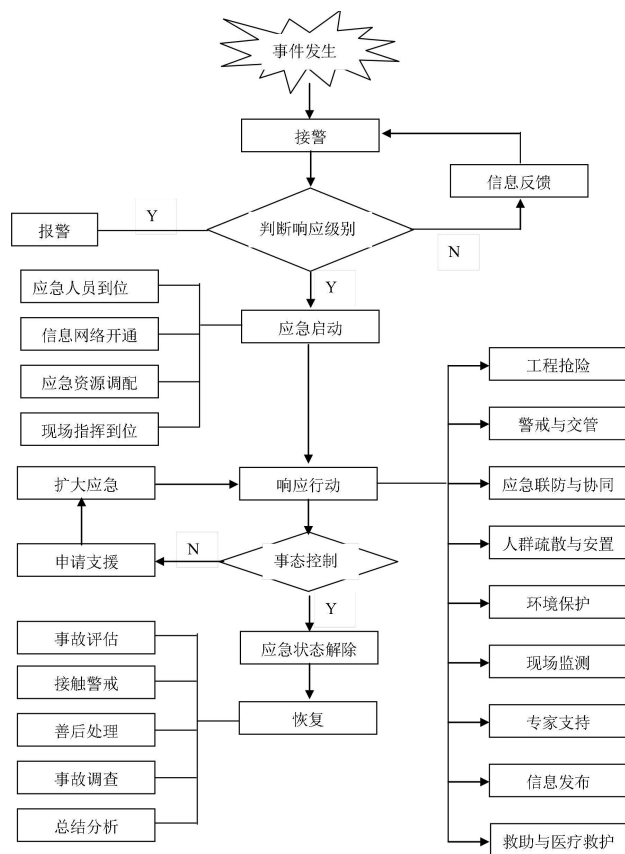 事件发生
接警
信息反馈
Y
判断响应级别
报警
N
Y
应急人员到位
应急启动
信息网络开通
应急资源调配
现场指挥到位
工程抢险
警戒与交管
扩大应急
响应行动
应急联防与协同
人群疏散与安置
N
申请支援
事态控制
环境保护
Y
事故评估
应急状态解除
现场监测
接触警戒
恢复
专家支持
善后处理
事故调查
信息发布
总结分析
救助与医疗救护